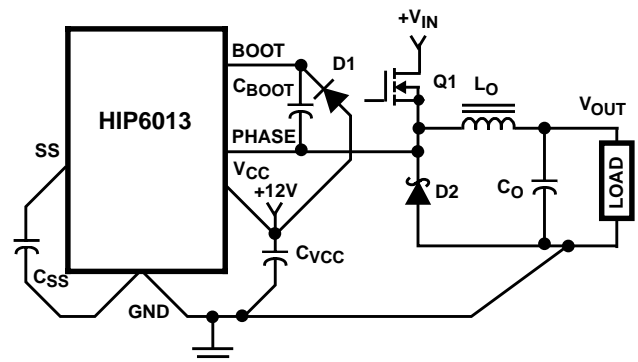 +VIN
BOOT
D1
CBOOT
Q1
LO
VOUT
HIP6013
PHASE
SS
VCC
+12V
D2
CO
LOAD
CSS
CVCC
GND